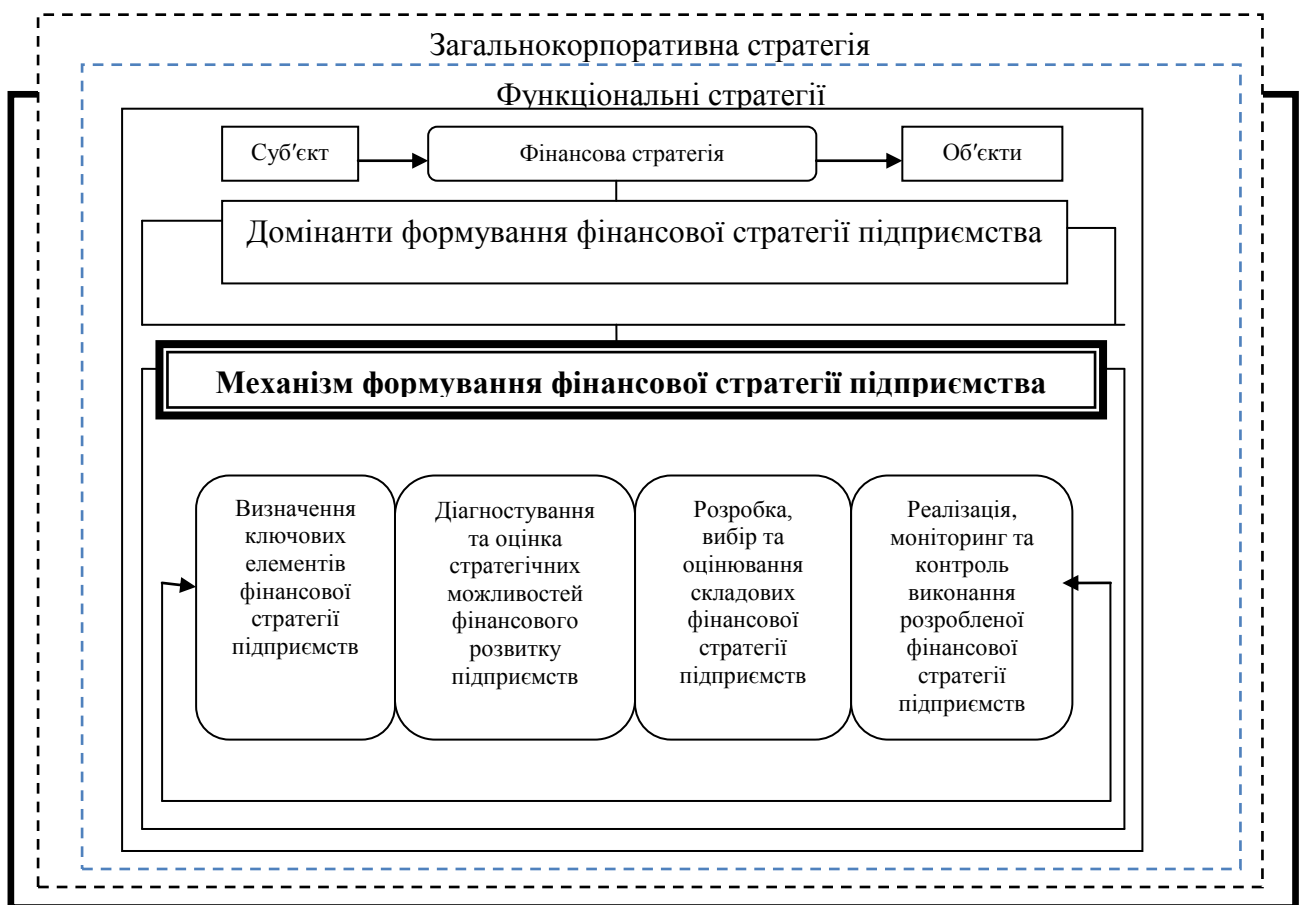 Загальнокорпоративна стратегія
Функціональні стратегії
Суб′єкт
Фінансова стратегія
Об′єкти
Домінанти формування фінансової стратегії підприємства
Механізм формування фінансової стратегії підприємства
Визначення
ключових
елементів
фінансової
стратегії
підприємств
Діагностування
та оцінка
стратегічних
можливостей
фінансового
розвитку
підприємств
Розробка,
вибір та
оцінювання
складових
фінансової
стратегії
підприємств
Реалізація,
моніторинг та
контроль
виконання
розробленої
фінансової
стратегії
підприємств